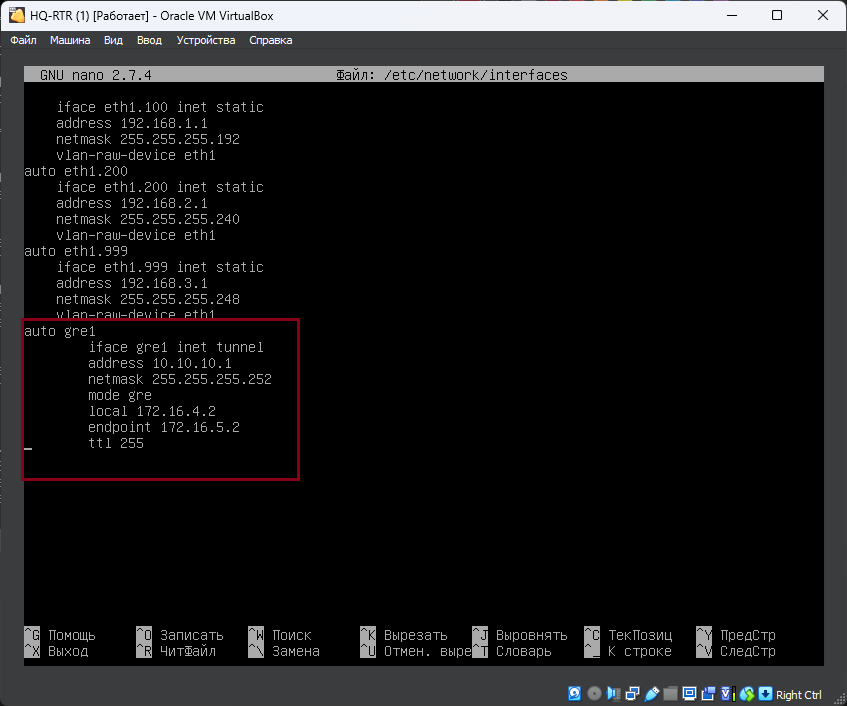 HQ-RTR (1) [Работает] - Oracle VM VirtualBox
Файл Машина Вид Ввод Устройства Справка
GNU nano 2.7.4 Файл: /etc/network/interfaces
iface eth1.100 inet static
address 192.168.1.1
netmask 255.255.255.192
vlan-raw-device eth1
auto eth1.200
iface eth1.200 inet static
address 192.168.2.1
netmask 255.255.255.240
vlan-raw-device eth1
auto eth1.999
iface eth1.999 inet static
address 192.168.3.1
netmask 255.255.255.248
vlan-raw-device eth1
auto gre1
iface gre1 inet tunnel
address 10.10.10.1
netmask 255.255.255.252
mode gre
local 172.16.4.2
endpoint 172.16.5.2
ttl 255
^G Помощь ^O Записать ^W Поиск ^K Вырезать ^J Выровнять ^C ТекПозиц ^Y ПредСтр
^X Выход ^R ЧитФайл ^\ Замена ^U Отмен. выре ^T Словарь ^_ К строке ^V СледСтр
Right Ctrl